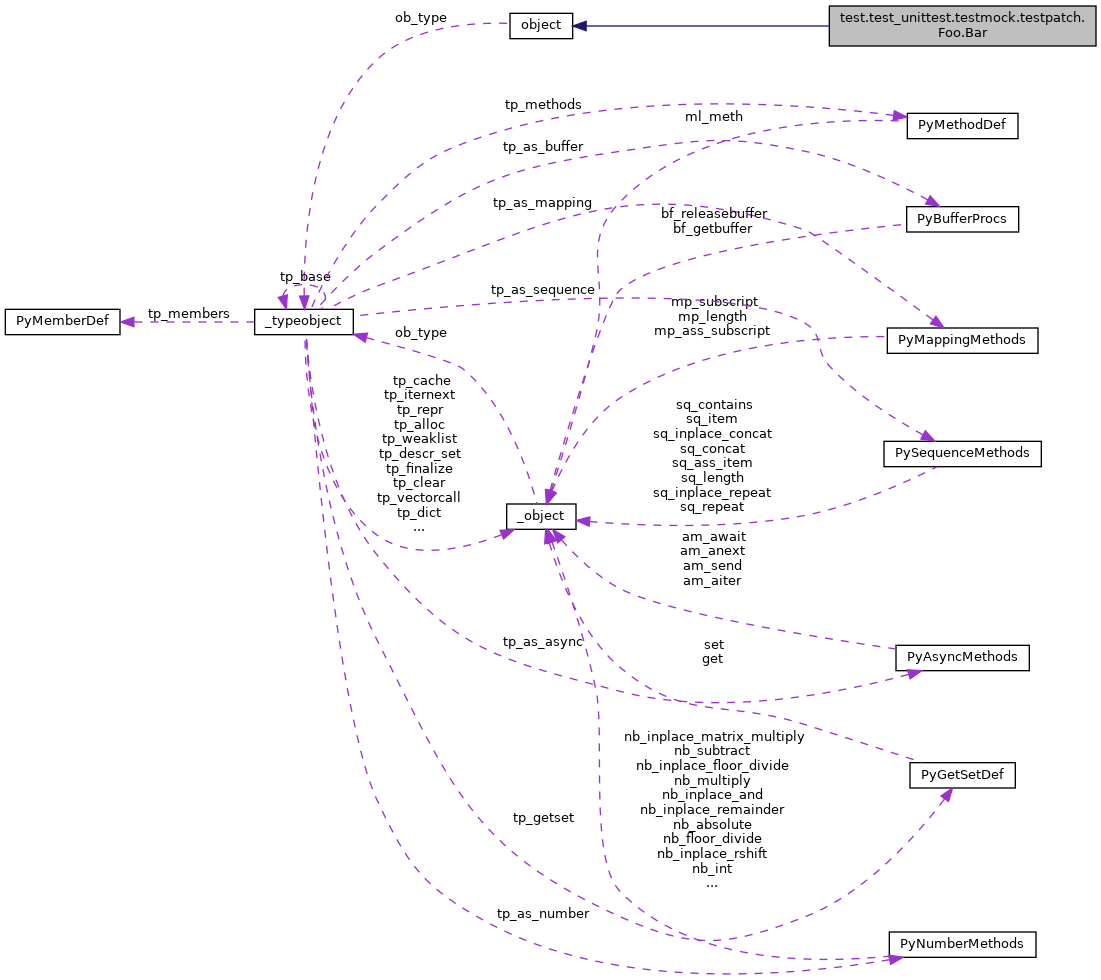 ob_type
object
test.test_unittest.testmock.testpatch.
Foo.Bar
tp_methods
ml_meth
PyMethodDef
tp_as_buffer
tp_as_mapping
bf_releasebuffer
bf_getbuffer
PyBufferProcs
tp_base
tp_as_sequence
mp_subscript
mp_length
mp_ass_subscript
PyMemberDef
tp_members
_typeobject
ob_type
PyMappingMethods
tp_cache
tp_iternext
tp_repr
tp_alloc
tp_weaklist
tp_descr_set
tp_finalize
tp_clear
tp_vectorcall
tp_dict
...
sq_contains
sq_item
sq_inplace_concat
sq_concat
sq_ass_item
sq_length
sq_inplace_repeat
sq_repeat
PySequenceMethods
_object
am_await
am_anext
am_send
am_aiter
tp_as_async
set
get
PyAsyncMethods
nb_inplace_matrix_multiply
nb_subtract
nb_inplace_floor_divide
nb_multiply
nb_inplace_and
nb_inplace_remainder
nb_absolute
nb_floor_divide
nb_inplace_rshift
nb_int
...
PyGetSetDef
tp_getset
tp_as_number
PyNumberMethods